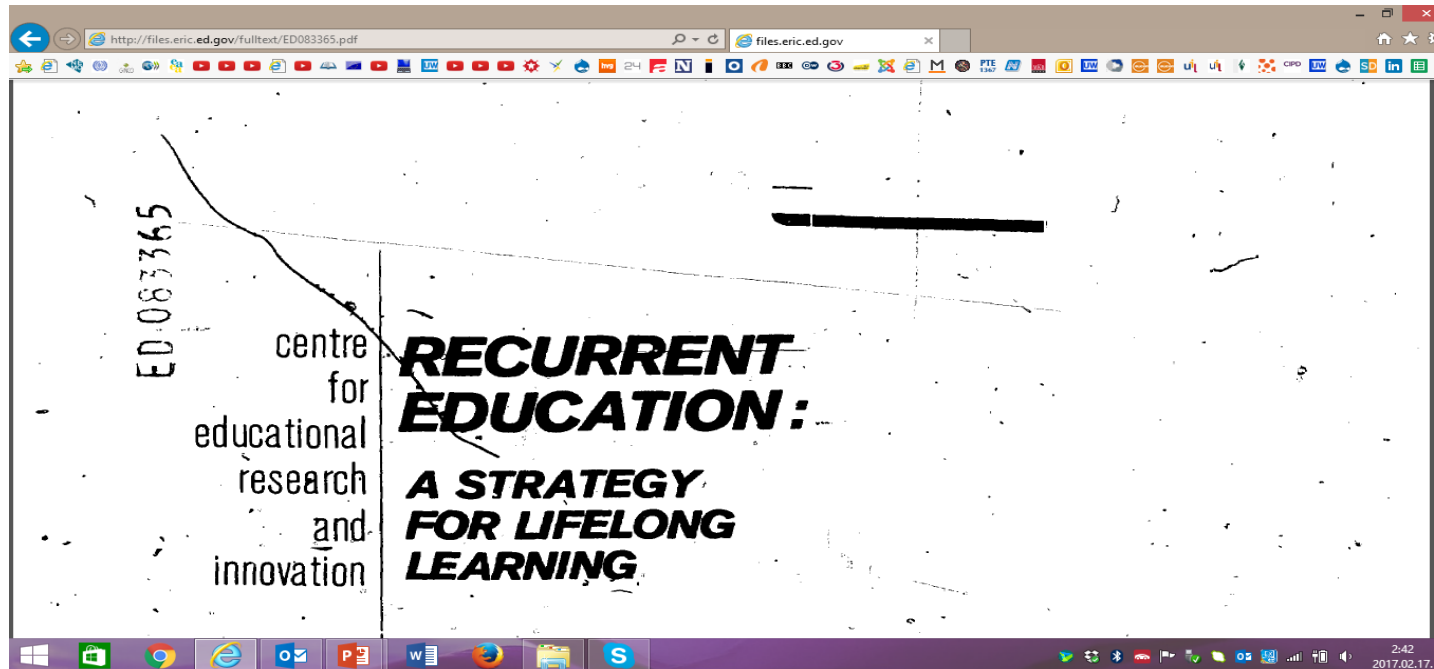 http://files.eric.ed.gov/fulltext/ED083365.pdf
files.eric.ed.gov
ED 083365
centre
for
educational
research
and
innovation
RECURRENT
EDUCATION:
A STRATEGY
FOR LIFELONG
LEARNING
2:42
2017.02.17.